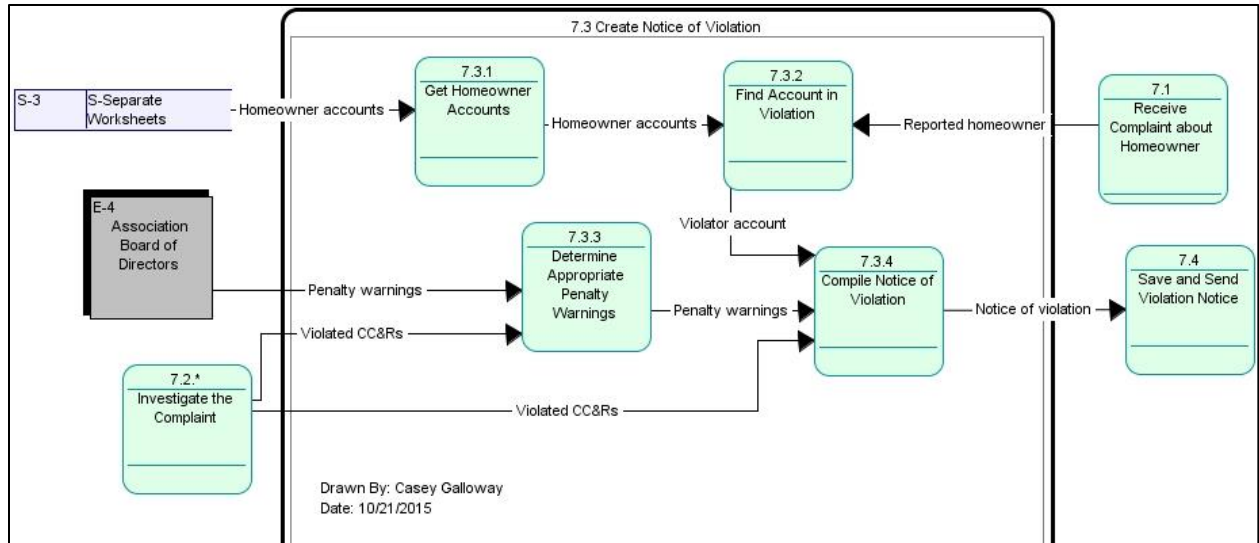 7.3 Create Notice of Violation
S-3
S-Separate
Worksheets
Homeowner accounts
7.3.1
Get Homeowner
Accounts
Homeowner accounts
7.3.2
Find Account in
Violation
Reported homeowner
7.1
Receive
Complaint about
Homeowner
E-4
Association
Board of
Directors
Penalty warnings
7.3.3
Determine
Appropriate
Penalty
Warnings
Violator account
Penalty warnings
7.3.4
Compile Notice of
Violation
Notice of violation
7.4
Save and Send
Violation Notice
Violated CC&Rs
7.2.*
Investigate the
Complaint
Violated CC&Rs
Drawn By: Casey Galloway
Date: 10/21/2015